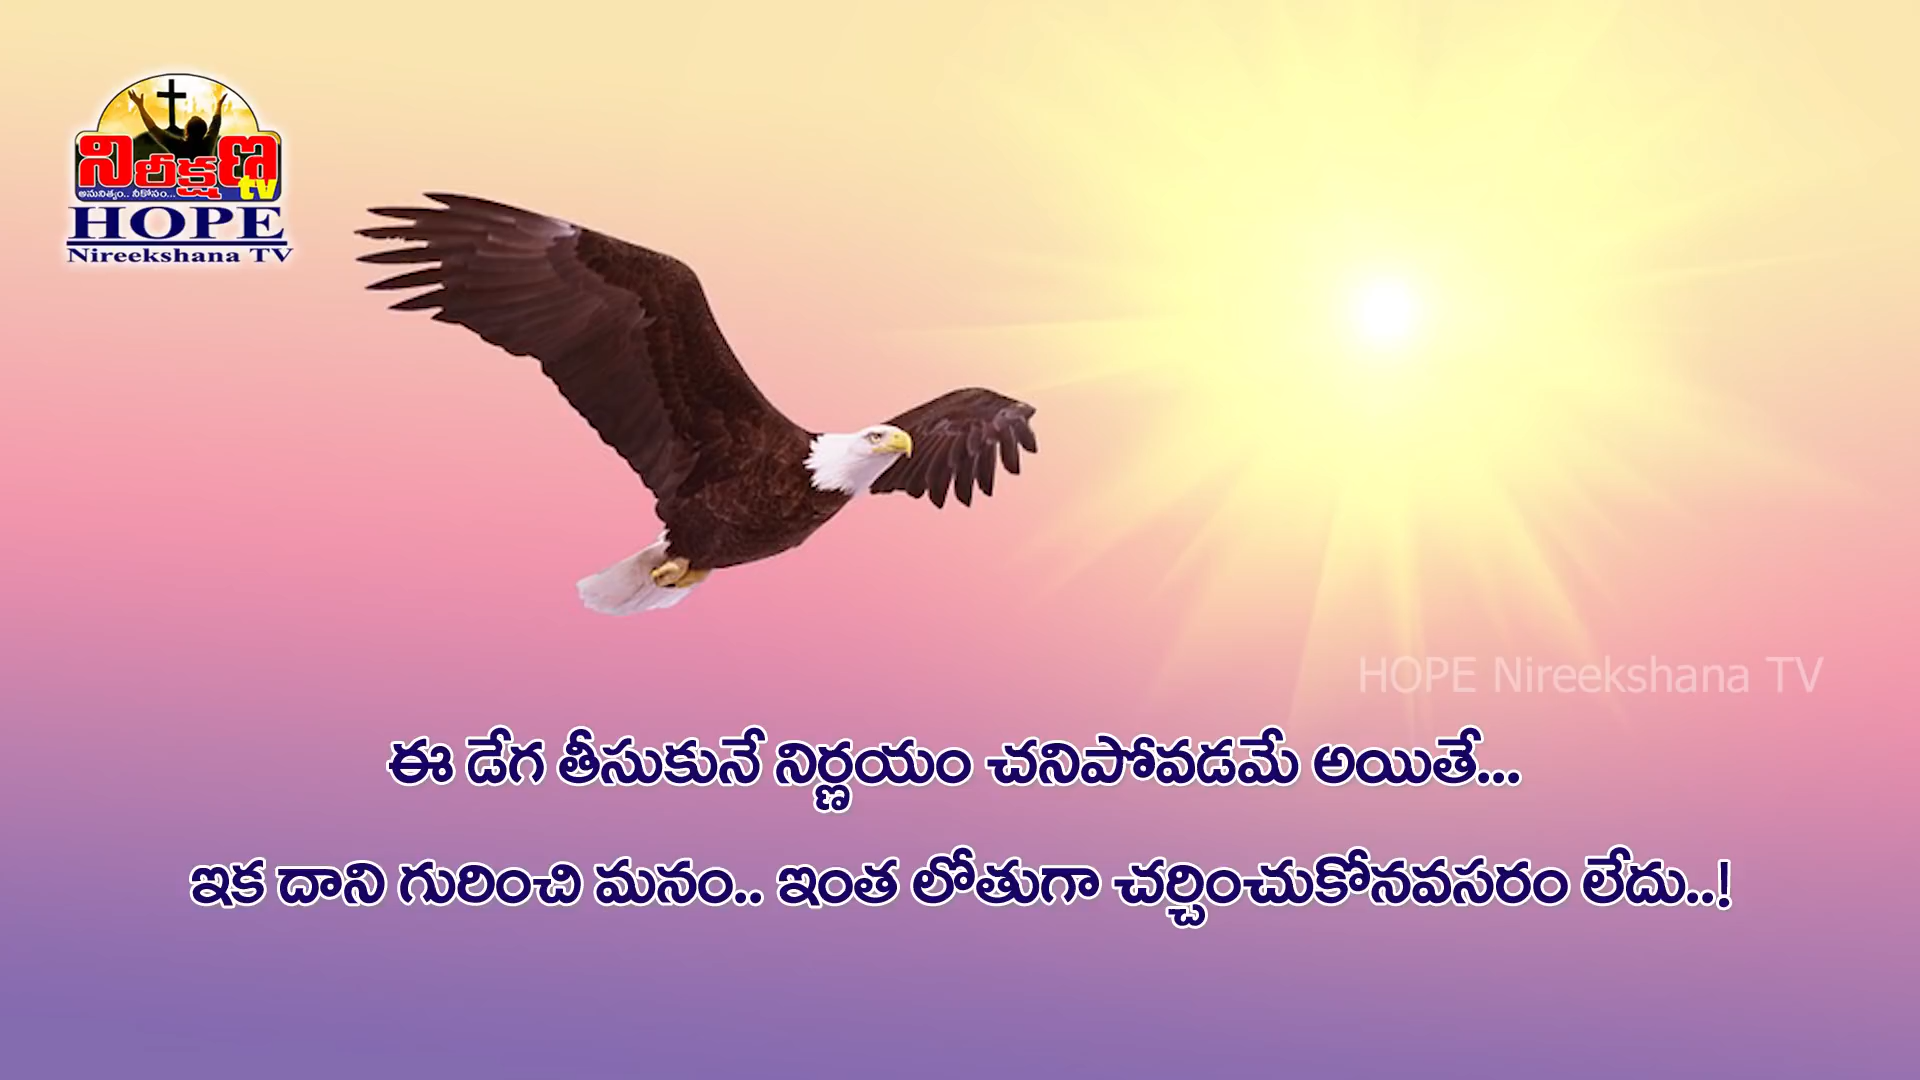 నిరీక్షణ
tv
అనునిత్యం.. నీకోసం...
HOPE
Nireekshana TV
HOPE Nireekshana TV
ఈ డేగ తీసుకునే నిర్ణయం చనిపోవడమే అయితే...
ఇక దాని గురించి మనం.. ఇంత లోతుగా చర్చించుకోనవసరం లేదు..!